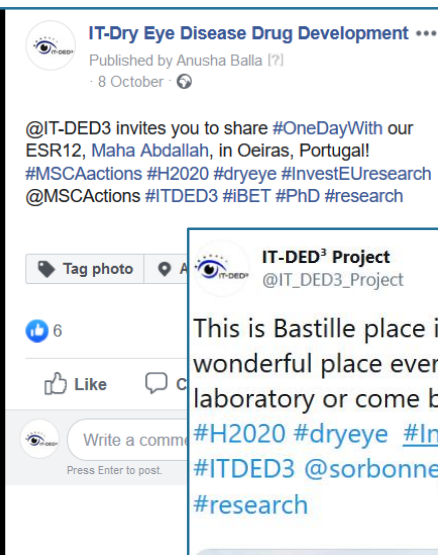 IT-Dry Eye Disease Drug Development
Published by Anusha Balla [?]
· 8 October ·
@IT-DED3 invites you to share #OneDayWith our
ESR12, Maha Abdallah, in Oeiras, Portugal!
#MSCAactions #H2020 #dryeye #InvestEUresearch
@MSCActions #ITDED3 #iBET #PhD #research
Tag photo
6
Like
Write a comme
Press Enter to post.
IT-DED³ Project
@IT_DED3_Project
This is Bastille place
wonderful place ever
laboratory or come
#H2020 #dryeye
#ITDED3 @sorbonne
#research